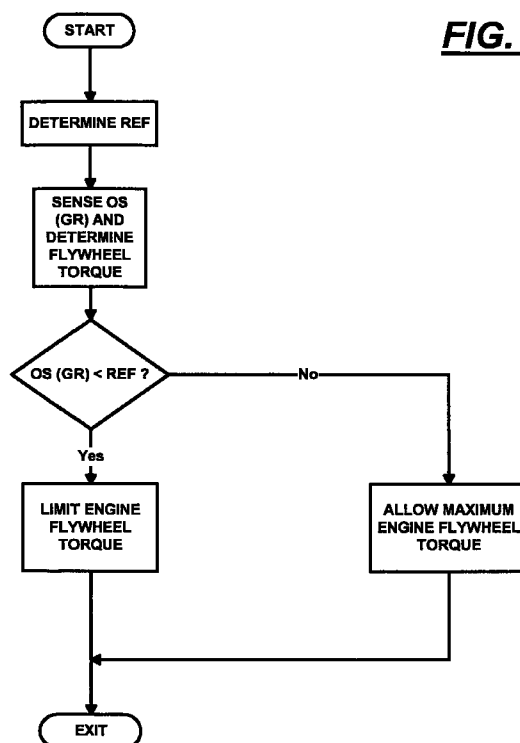 START
FIG.
DETERMINE REF
SENSE OS
(GR) AND
DETERMINE
FLYWHEEL
TORQUE
OS (GR) < REF ?
No
Yes
LIMIT ENGINE
FLYWHEEL
TORQUE
ALLOW MAXIMUM
ENGINE FLYWHEEL
TORQUE
EXIT